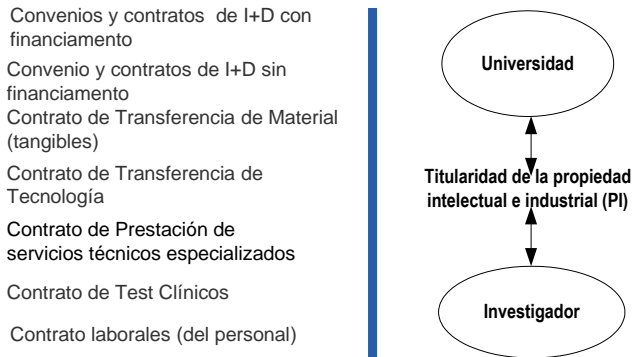 Convenios y contratos de I+D con
financiamiento
Convenio y contratos de I+D sin
financiamiento
Contrato de Transferencia de Material
(tangibles)
Contrato de Transferencia de
Tecnología
Contrato de Prestación de
servicios técnicos especializados
Contrato de Test Clínicos
Contrato laborales (del personal)
Universidad
Titularidad de la propiedad
intelectual e industrial (PI)
Investigador